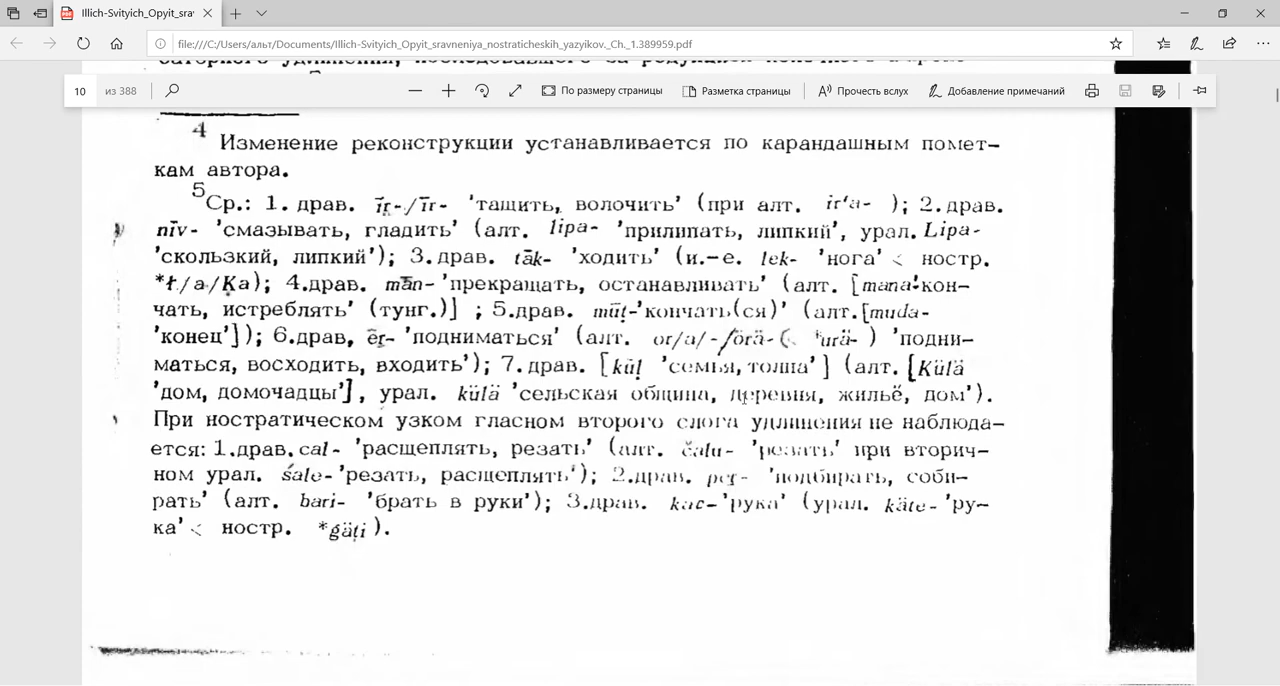 Illich-Svityich_Opyit_sra
file:///C:/Users/альт/Documents/Illich-Svityich_Opyit_sravneniya_nostraticheskih_yazyikov._Ch._1.389959.pdf
10 из 388 По размеру страницы Разметка страницы Прочесть вслух Добавление примечаний
4 Изменение реконструкции устанавливается по карандашным помет-
кам автора.
5 Ср.: 1. драв. īṛ-/īr- 'тащить, волочить' (при алт. ir'a- ); 2.драв.
nīv- 'смазывать, гладить' (алт. lipa- 'прилипать, липкий', урал. Lipa-
'скользкий, липкий'); 3.драв. tāk- 'ходить' (и.-е. lek- 'нога' < ностр.
*ł/a/Ḳa); 4.драв. mān- 'прекращать, останавливать' (алт. [mana-'кон-
чать, истреблять' (тунг.)] ; 5.драв. mūṭ-'кончать(ся)' (алт.[muda-
'конец']); 6.драв, ēṛ- 'подниматься' (алт. or/a/-/örä-( *urä- ) 'подни-
маться, восходить, входить'); 7.драв. [kūḷ 'семья, толпа'] (алт. [Külä
'дом, домочадцы'], урал. külä 'сельская община, деревня, жильё, дом').
При ностратическом узком гласном второго слога удлинения не наблюда-
ется: 1.драв. cal- 'расщеплять, резать' (алт. čalu- 'резать' при вторич-
ном урал. śale-'резать, расщеплять'); 2.драв. 'подбирать, соби-
рать' (алт. bari- 'брать в руки'); 3.драв. kac-'рука' (урал. käte- 'ру-
ка' < ностр. *gäṭi ).